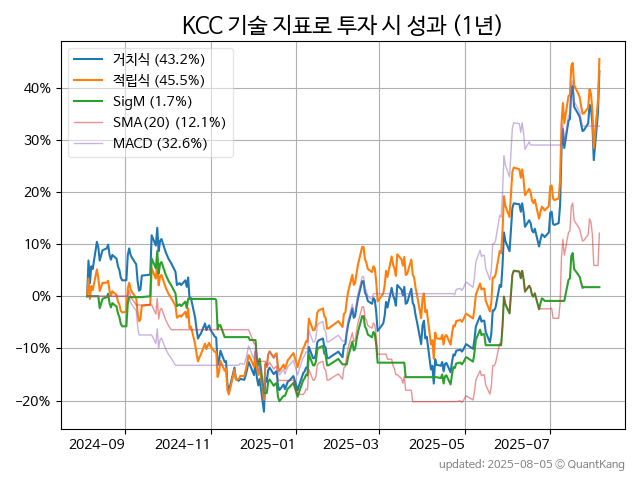 KCC 기술 지표로 투자 시 성과 (1년)
거치식 (43.2%)
적립식 (45.5%)
SigM (1.7%)
SMA(20) (12.1%)
MACD (32.6%)
40%
30%
20%
10%
0%
−10%
−20%
2024-09 2024-11 2025-01 2025-03 2025-05 2025-07
updated: 2025-08-05 © QuantKang